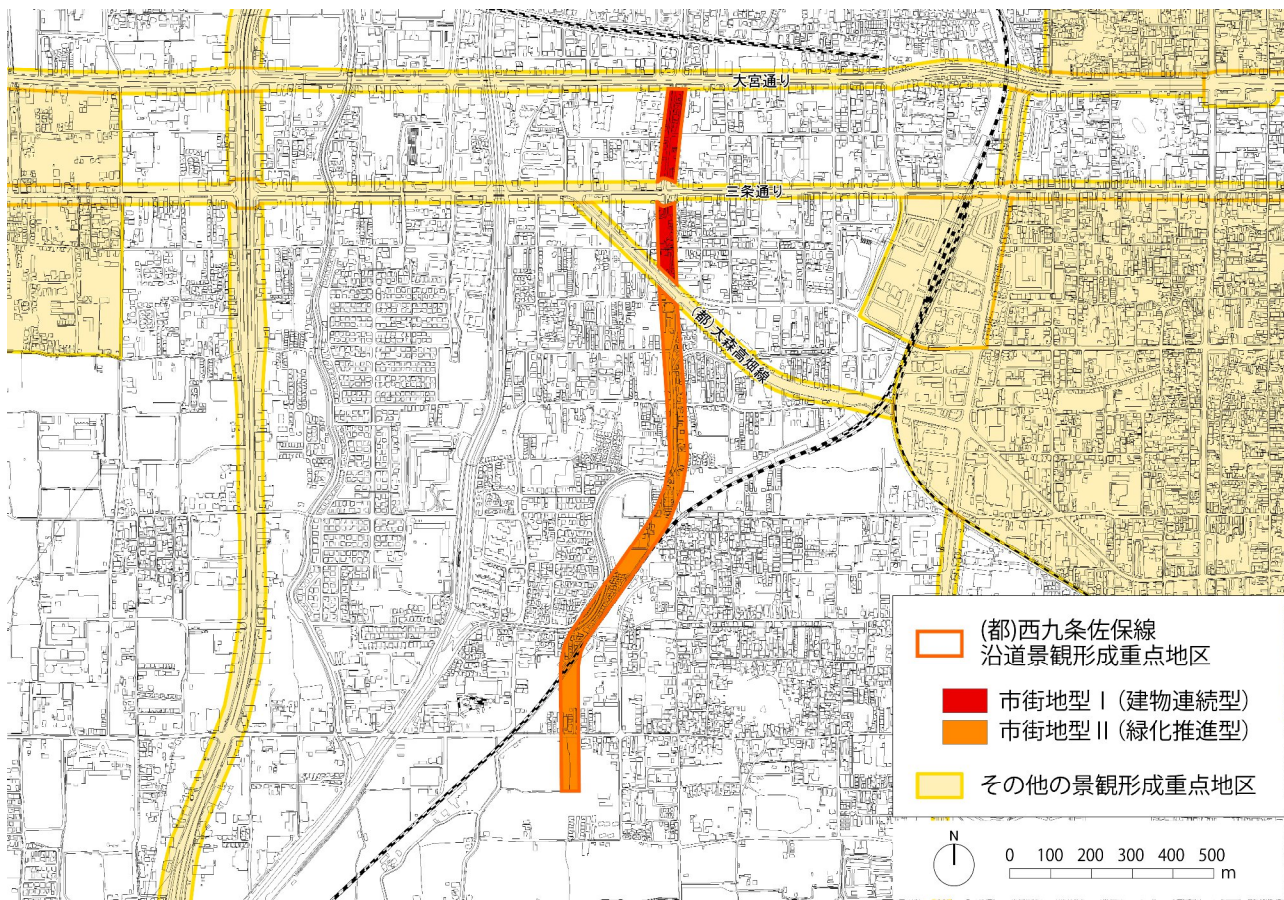 大宮通り
三条通り
(都)大森高畑線
(都)西九条佐保線
沿道景観形成重点地区
市街地型Ⅰ(建物連続型)
市街地型Ⅱ(緑化推進型)
その他の景観形成重点地区
N
0 100 200 300 400 500
m